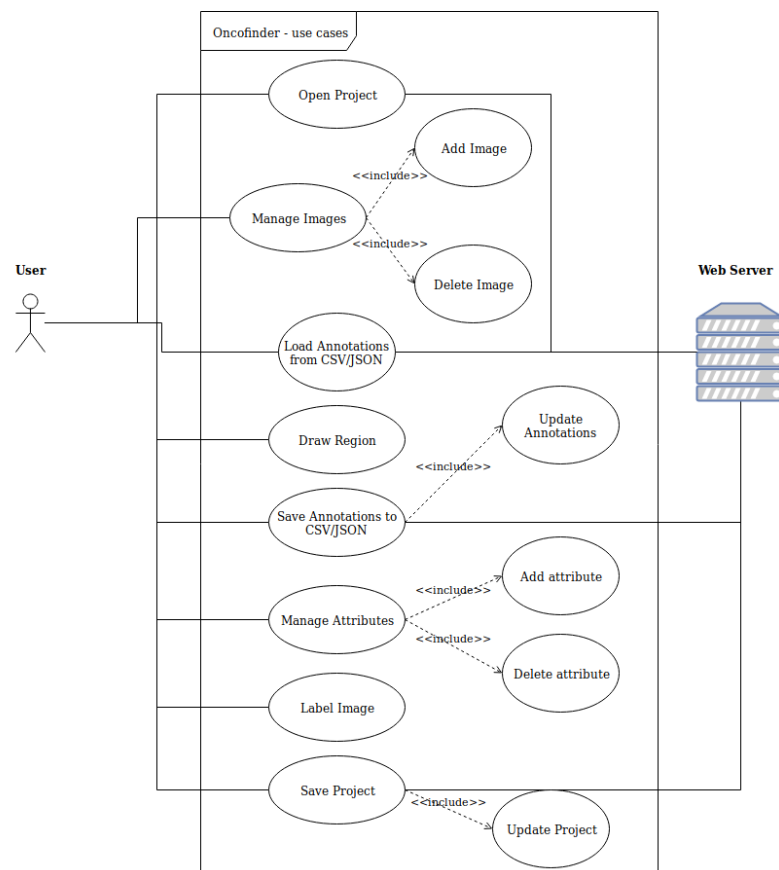 Oncofinder - use cases
Open Project
Add Image
<<include>>
Manage Images
<<include>>
Delete Image
User
Web Server
Load Annotations
from CSV/JSON
Update
Annotations
Draw Region
<<include>>
Save Annotations to
CSV/JSON
Add attribute
<<include>>
Manage Attributes
<<include>>
Delete attribute
Label Image
Save Project
<<include>>
Update Project